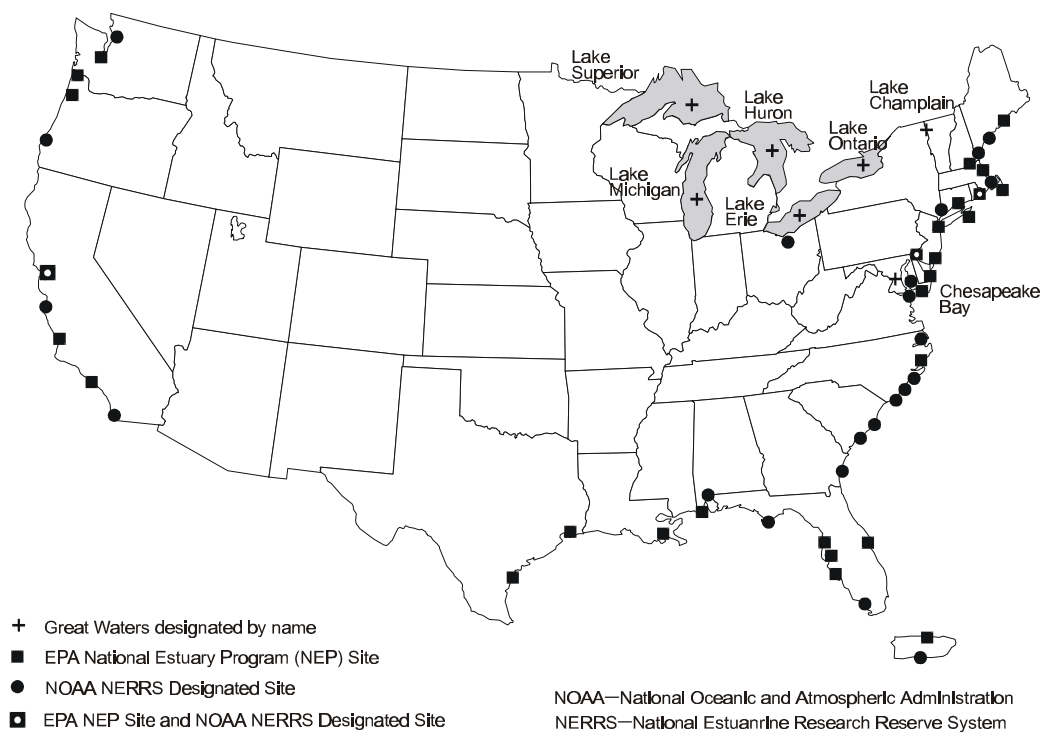 Lake
Superior
Lake
Huron
Lake
Champlain
Lake
Ontario
Lake
Michigan
Lake
Erie
Chesapeake
Bay
+ Great Waters designated by name
EPA National Estuary Program (NEP) Site
NOAA NERRS Designated Site
EPA NEP Site and NOAA NERRS Designated Site
NOAA—National Oceanic and Atmospheric Administration
NERRS—National Estuanrine Research Reserve System